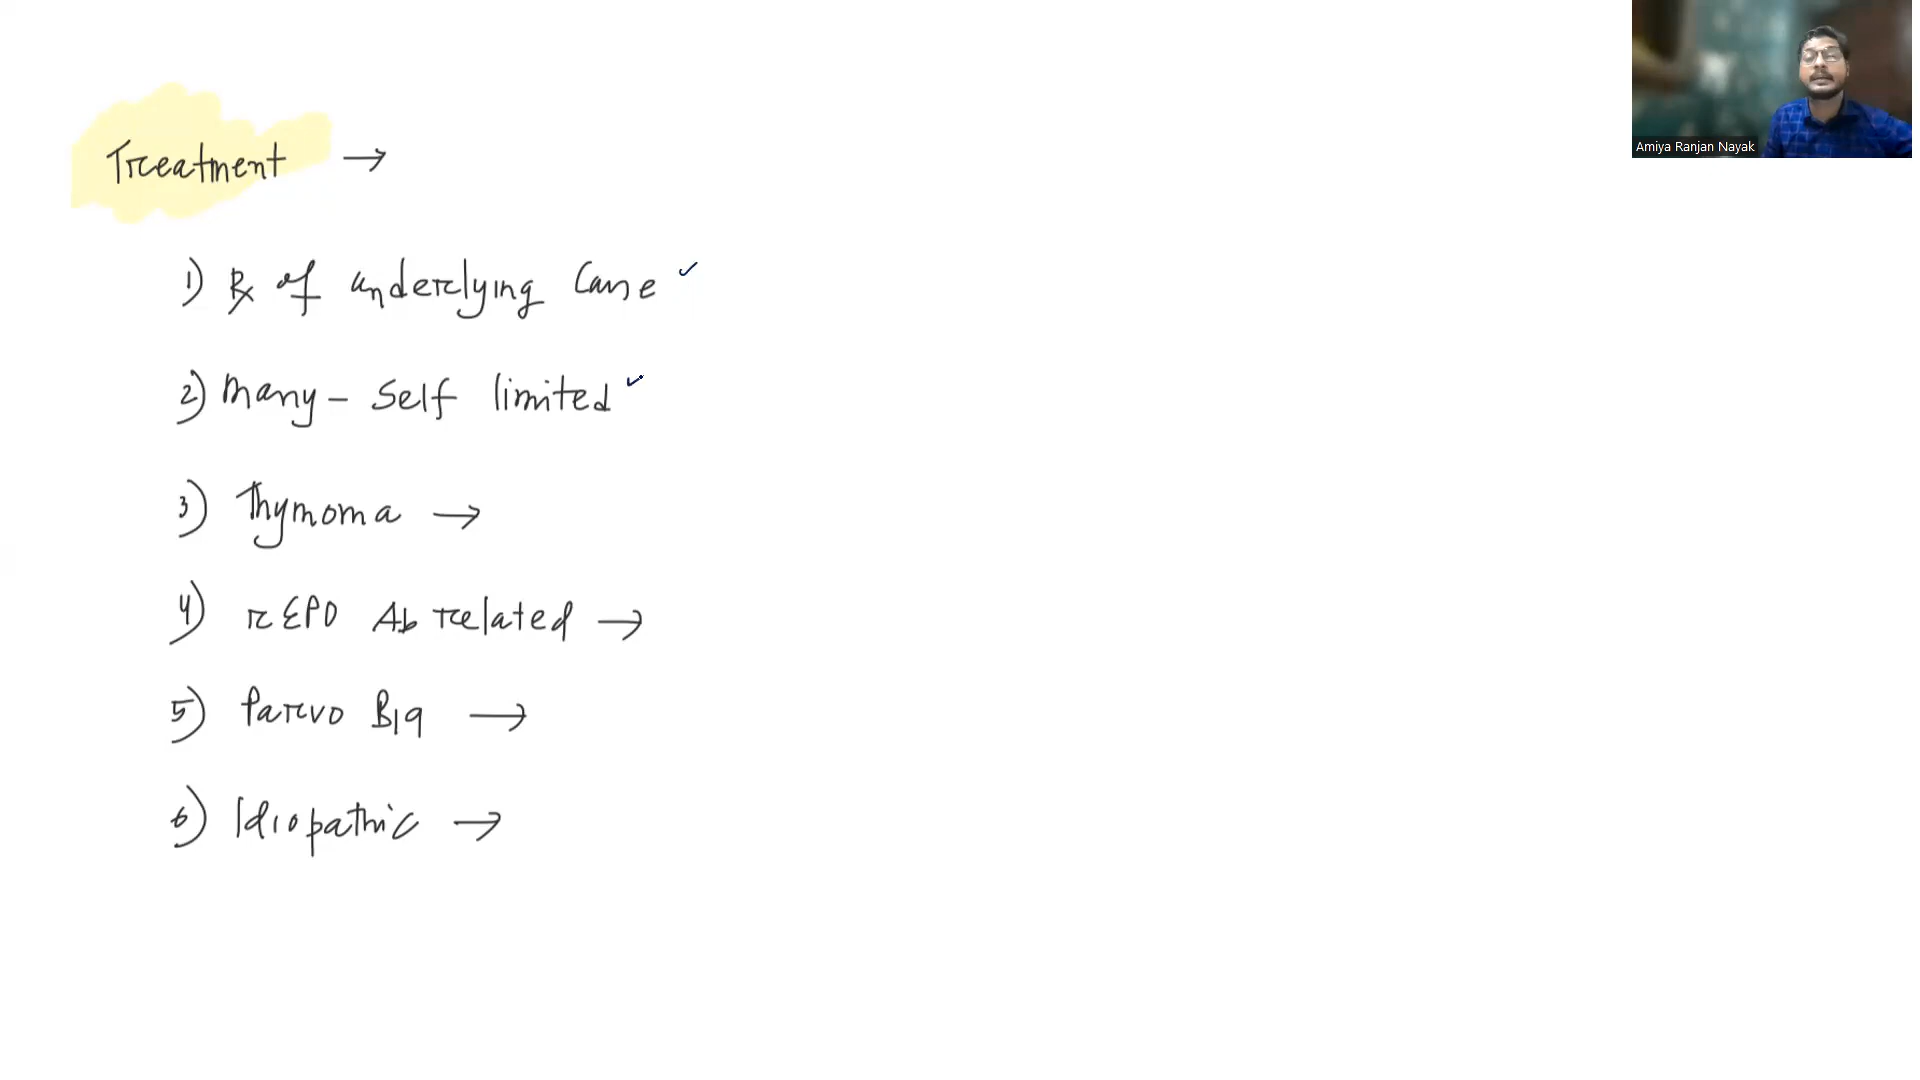 Treatment →
1) Rx of underlying Cause ✓
2) Many - Self limited ✓
3) Thymoma →
4) rEPO Ab related →
5) Parvo B19 →
6) Idiopathic →
Amiya Ranjan Nayak